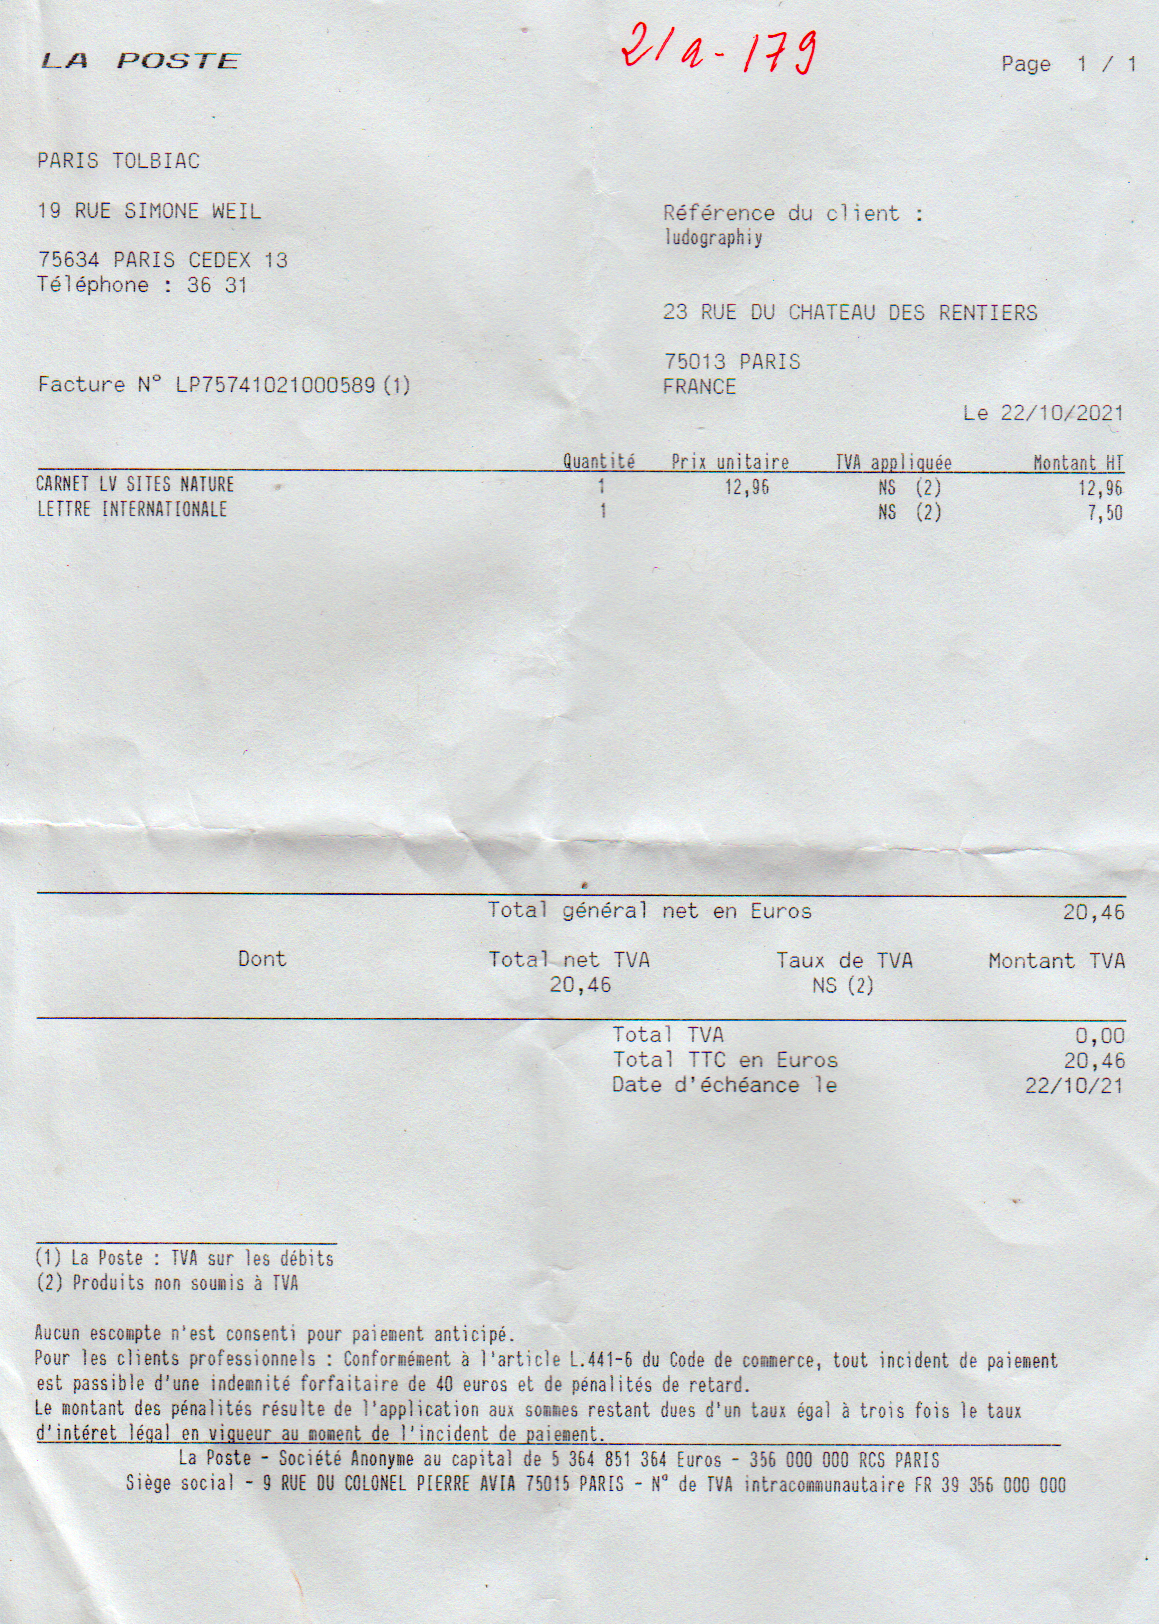 LA POSTE
21a-179
Page 1 / 1
PARIS TOLBIAC
19 RUE SIMONE WEIL
75634 PARIS CEDEX 13
Téléphone : 36 31
Référence du client :
ludographiy
23 RUE DU CHATEAU DES RENTIERS
75013 PARIS
FRANCE
Facture N° LP75741021000589 (1)
Le 22/10/2021
Quantité Prix unitaire TVA appliquée Montant HT
CARNET LV SITES NATURE 1 12,96 NS (2) 12,96
LETTRE INTERNATIONALE 1 NS (2) 7,50
Total général net en Euros 20,46
Dont Total net TVA Taux de TVA Montant TVA
20,46 NS (2)
Total TVA 0,00
Total TTC en Euros 20,46
Date d'échéance le 22/10/21
(1) La Poste : TVA sur les débits
(2) Produits non soumis à TVA
Aucun escompte n'est consenti pour paiement anticipé.
Pour les clients professionnels : Conformément à l'article L.441-6 du Code de commerce, tout incident de paiement
est passible d'une indemnité forfaitaire de 40 euros et de pénalités de retard.
Le montant des pénalités résulte de l'application aux sommes restant dues d'un taux égal à trois fois le taux
d'intéret légal en vigueur au moment de l'incident de paiement.
La Poste - Société Anonyme au capital de 5 364 851 364 Euros - 356 000 000 RCS PARIS
Siège social - 9 RUE DU COLONEL PIERRE AVIA 75015 PARIS - N° de TVA intracommunautaire FR 39 356 000 000